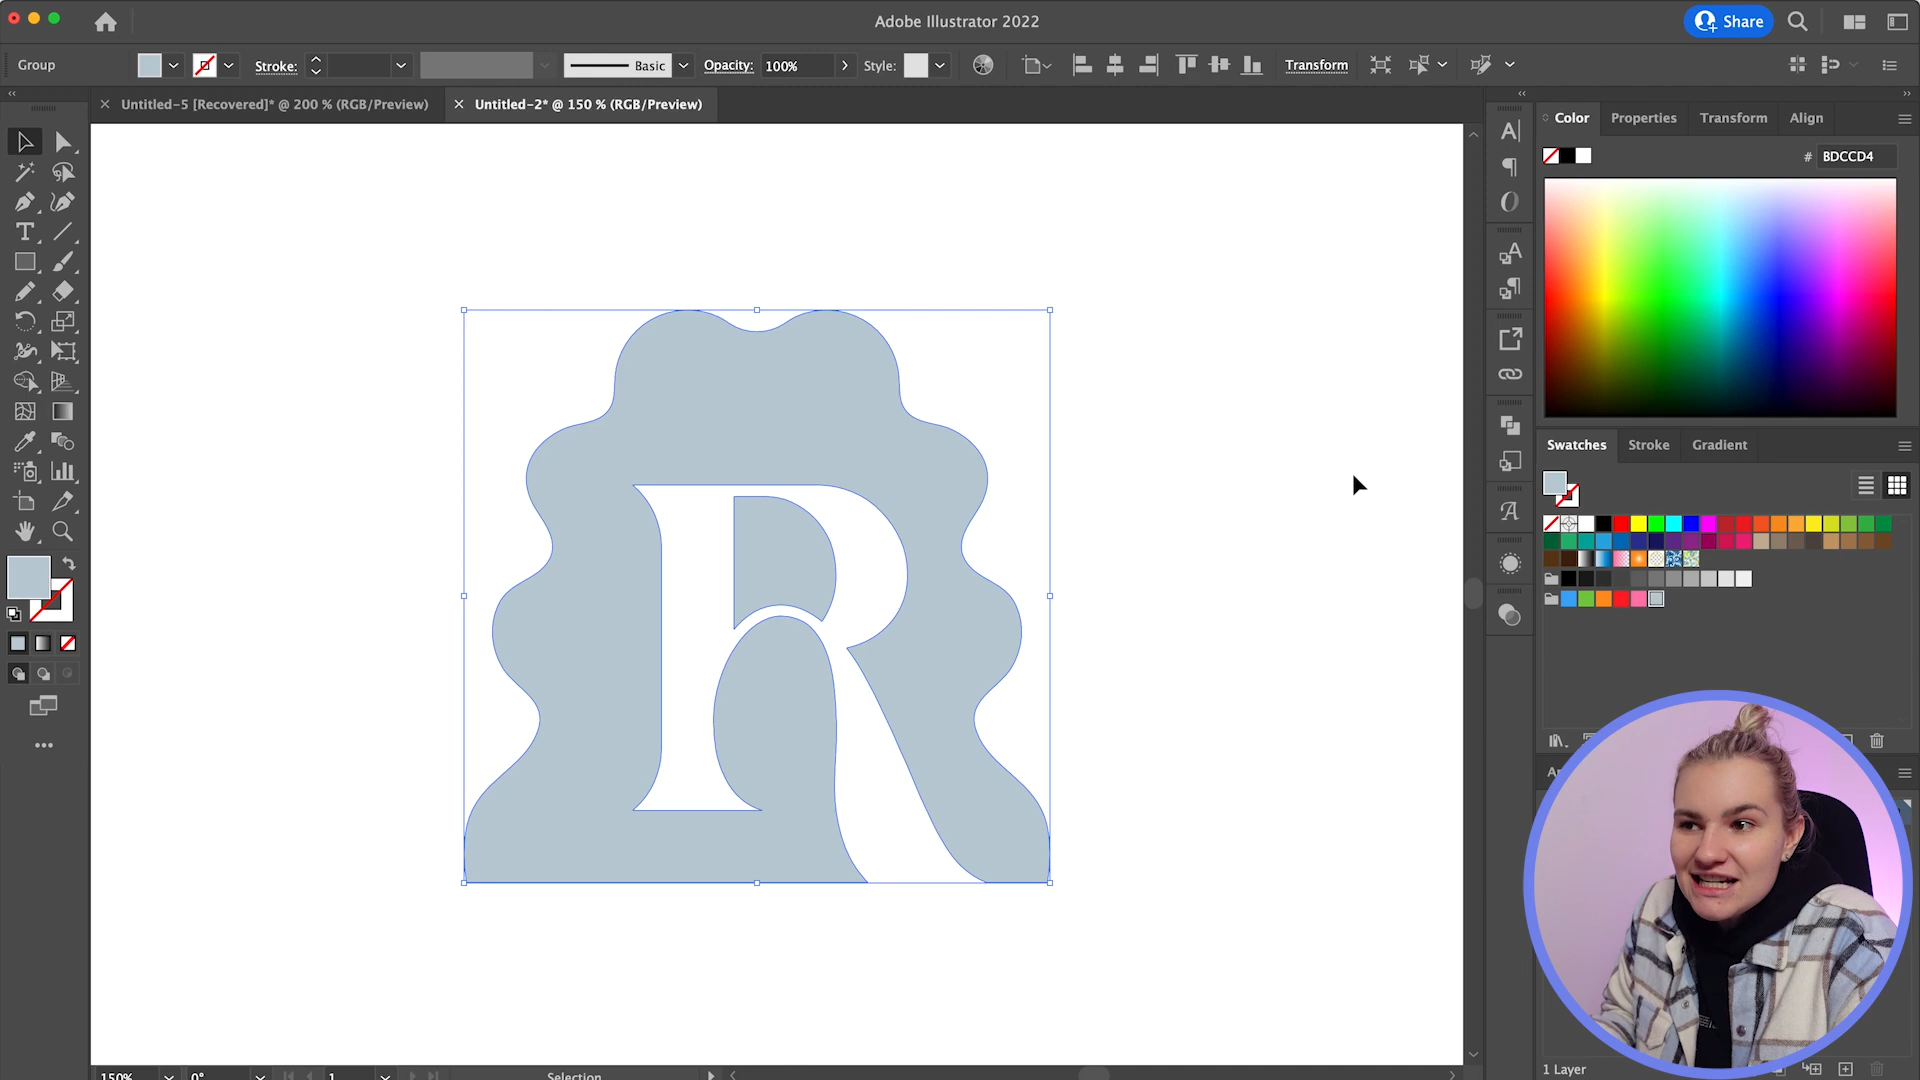 Adobe Illustrator 2022
Share
Group
Stroke:
Basic
Opacity:
100%
Style:
Transform
Untitled-5 [Recovered]* @ 200 % (RGB/Preview)
Untitled-2* @ 150 % (RGB/Preview)
Color
Properties
Transform
Align
# BDCCD4
Swatches
Stroke
Gradient
R
1 Layer
150%
0°
1
Selection